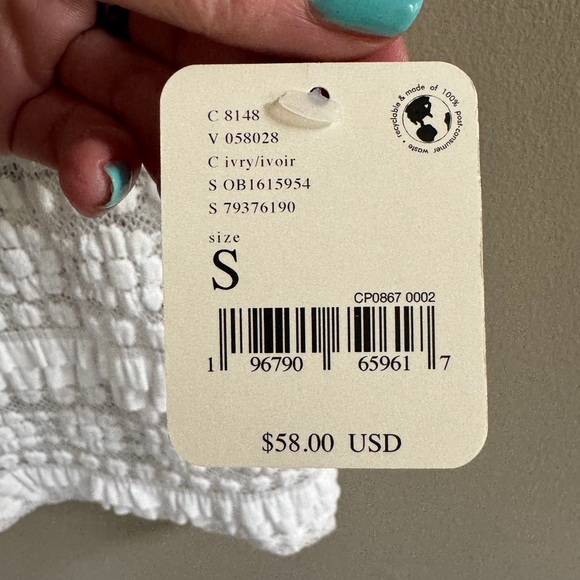 C 8148
V 058028
C ivry/ivoir
S OB1615954
S 79376190
size
S
recyclable & made of 100% post-consumer waste •
CP0867 0002
1 96790 65961 7
$58.00 USD